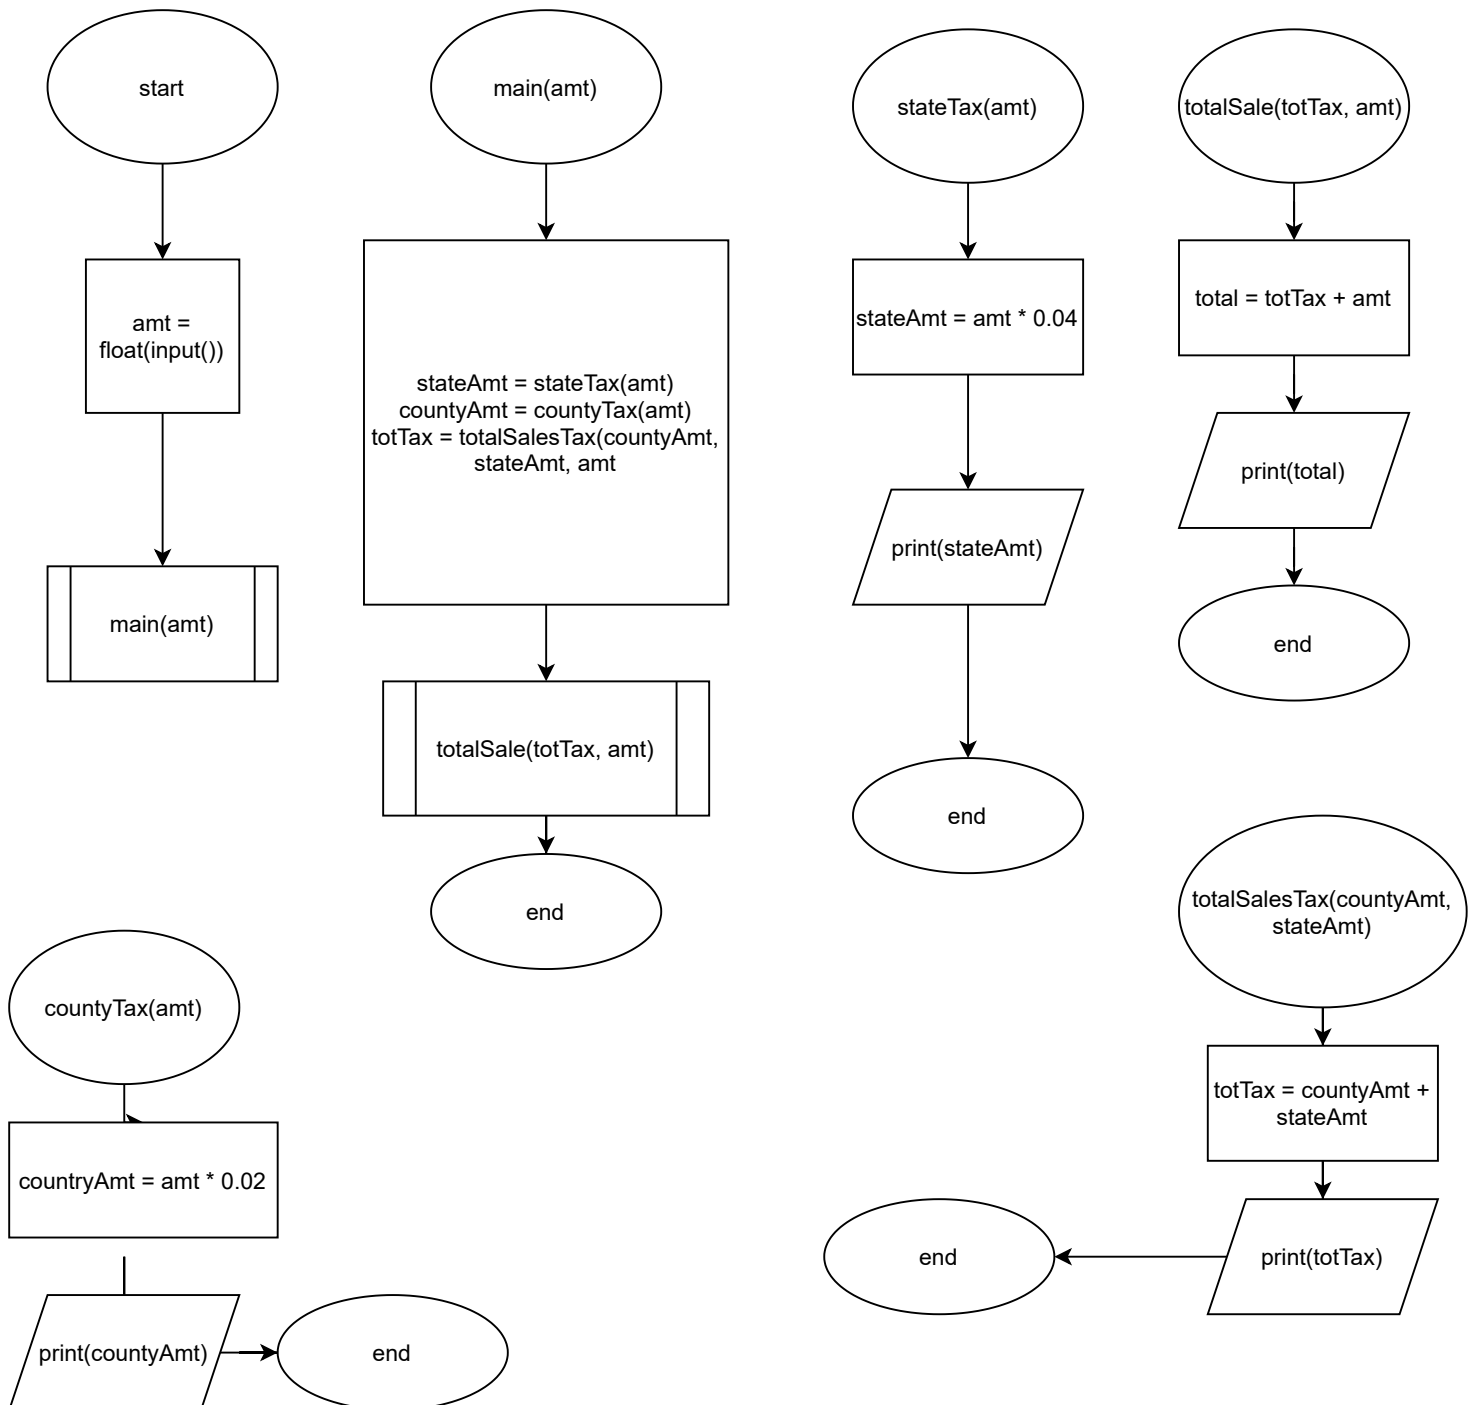 start
amt =
float(input())
main(amt)
main(amt)
stateAmt = stateTax(amt)
countyAmt = countyTax(amt)
totTax = totalSalesTax(countyAmt,
stateAmt, amt
totalSale(totTax, amt)
end
stateTax(amt)
stateAmt = amt * 0.04
print(stateAmt)
end
totalSale(totTax, amt)
total = totTax + amt
print(total)
end
countyTax(amt)
countryAmt = amt * 0.02
print(countyAmt)
end
totalSalesTax(countyAmt,
stateAmt)
totTax = countyAmt +
stateAmt
print(totTax)
end